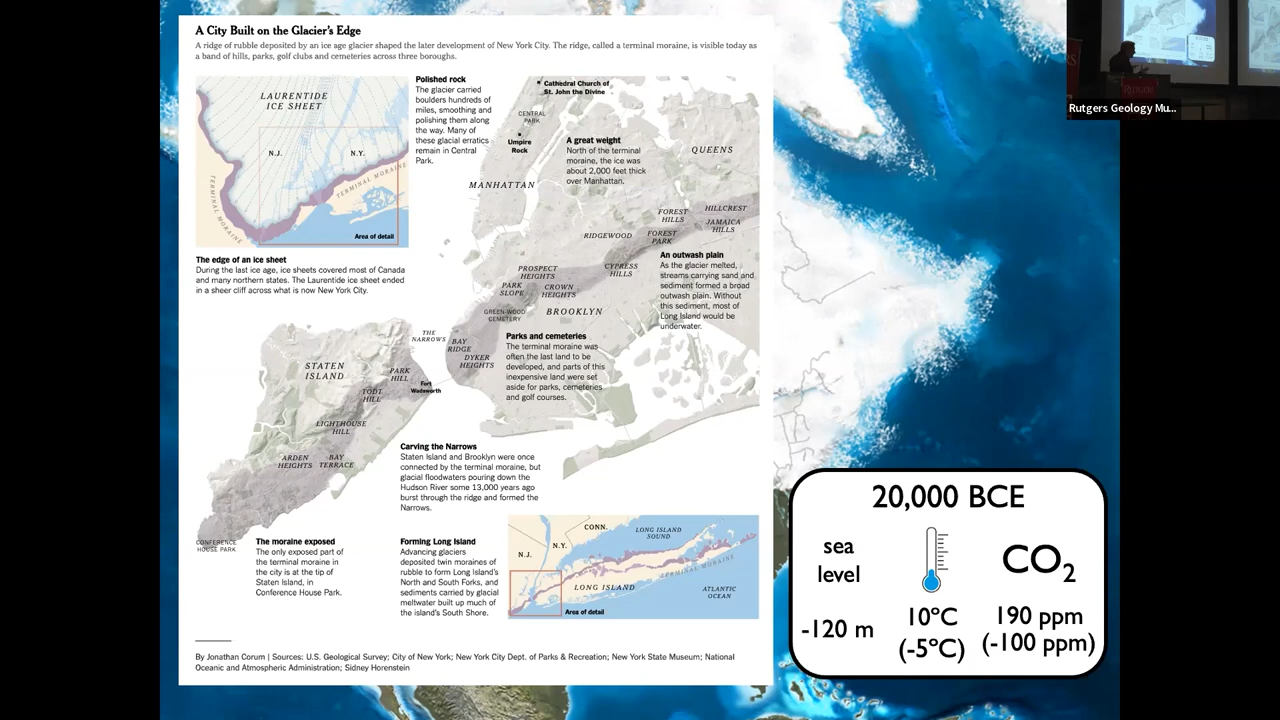 A City Built on the Glacier's Edge
A ridge of rubble deposited by an ice age glacier shaped the later development of New York City. The ridge, called a terminal moraine, is visible today as
a band of hills, parks, golf clubs and cemeteries across three boroughs.
LAURENTIDE
ICE SHEET
N.J.
N.Y.
TERMINAL MORAINE
TERMINAL MORAINE
Area of detail
Polished rock
The glacier carried
boulders hundreds of
miles, smoothing and
polishing them along
the way. Many of
these glacial erratics
remain in Central
Park.
Cathedral Church of
St. John the Divine
CENTRAL
PARK
Umpire
Rock
A great weight
North of the terminal
moraine, the ice was
about 2,000 feet thick
over Manhattan.
QUEENS
MANHATTAN
FOREST
HILLS
HILLCREST
JAMAICA
HILLS
RIDGEWOOD
FOREST
PARK
CYPRESS
HILLS
An outwash plain
As the glacier melted,
streams carrying sand and
sediment formed a broad
outwash plain. Without
this sediment, most of
Long Island would be
underwater.
The edge of an ice sheet
During the last ice age, ice sheets covered most of Canada
and many northern states. The Laurentide ice sheet ended
in a sheer cliff across what is now New York City.
PROSPECT
HEIGHTS
PARK
SLOPE
CROWN
HEIGHTS
GREEN-WOOD
CEMETERY
BROOKLYN
THE
NARROWS
BAY
RIDGE
DYKER
HEIGHTS
Parks and cemeteries
The terminal moraine was
often the last land to be
developed, and parts of this
inexpensive land were set
aside for parks, cemeteries
and golf courses.
STATEN
ISLAND
PARK
HILL
Fort
Wadsworth
TODT
HILL
LIGHTHOUSE
HILL
ARDEN
HEIGHTS
BAY
TERRACE
Carving the Narrows
Staten Island and Brooklyn were once
connected by the terminal moraine, but
glacial floodwaters pouring down the
Hudson River some 13,000 years ago
burst through the ridge and formed the
Narrows.
CONFERENCE
HOUSE PARK
The moraine exposed
The only exposed part of
the terminal moraine in
the city is at the tip of
Staten Island, in
Conference House Park.
Forming Long Island
Advancing glaciers
deposited twin moraines of
rubble to form Long Island's
North and South Forks, and
sediments carried by glacial
meltwater built up much of
the island's South Shore.
CONN.
N.Y.
N.J.
LONG ISLAND
SOUND
TERMINAL MORAINE
LONG ISLAND
ATLANTIC
OCEAN
Area of detail
By Jonathan Corum | Sources: U.S. Geological Survey; City of New York; New York City Dept. of Parks & Recreation; New York State Museum; National
Oceanic and Atmospheric Administration; Sidney Horenstein
20,000 BCE
sea
level
CO2
-120 m
10°C
(-5°C)
190 ppm
(-100 ppm)
RUTGERS
Rutgers Geology Mu...